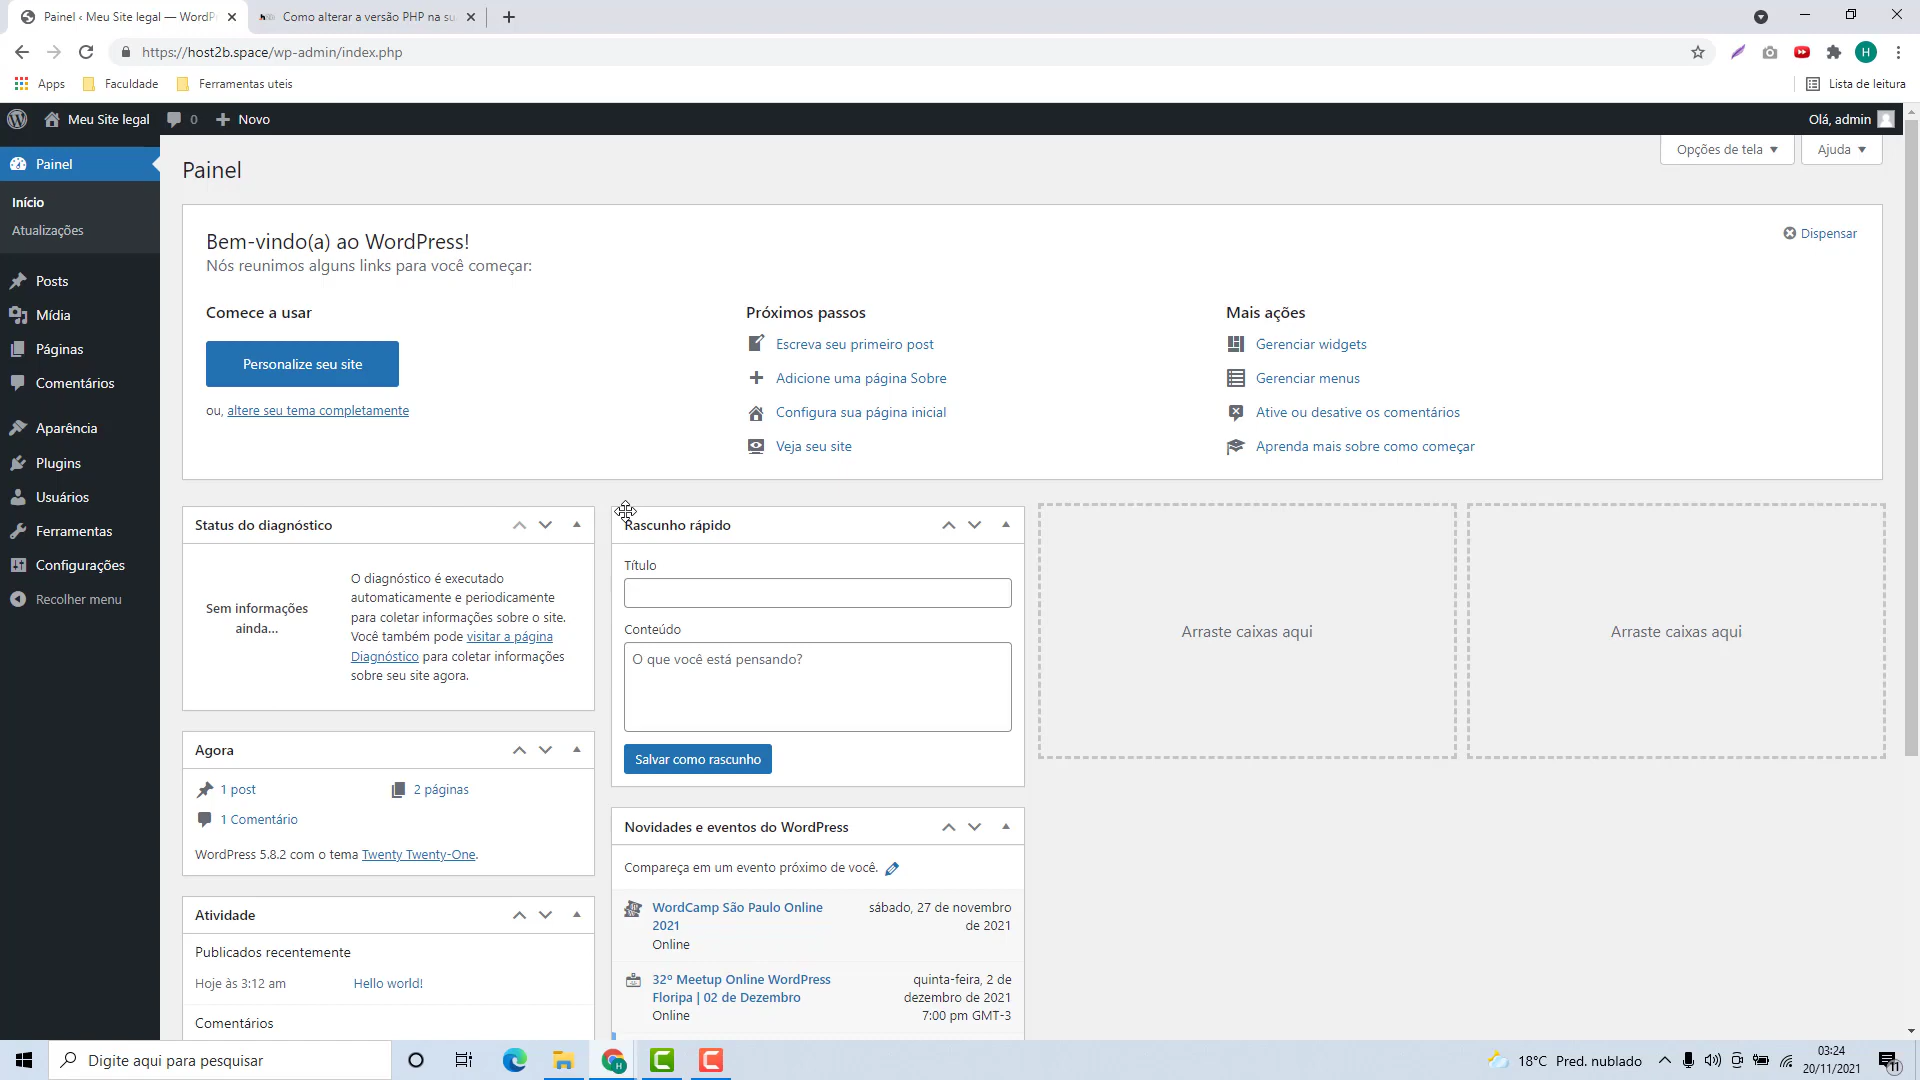 Painel ‹ Meu Site legal — WordP
Como alterar a versão PHP na su
https://host2b.space/wp-admin/index.php
H
Apps
Faculdade
Ferramentas uteis
Lista de leitura
Meu Site legal
0
Novo
Olá, admin
Painel
Início
Atualizações
Posts
Mídia
Páginas
Comentários
Aparência
Plugins
Usuários
Ferramentas
Configurações
Recolher menu
Painel
Opções de tela
Ajuda
Bem-vindo(a) ao WordPress!
Nós reunimos alguns links para você começar:
Dispensar
Comece a usar
Personalize seu site
ou, altere seu tema completamente
Próximos passos
Escreva seu primeiro post
Adicione uma página Sobre
Configura sua página inicial
Veja seu site
Mais ações
Gerenciar widgets
Gerenciar menus
Ative ou desative os comentários
Aprenda mais sobre como começar
Status do diagnóstico
Sem informações
ainda...
O diagnóstico é executado
automaticamente e periodicamente
para coletar informações sobre o site.
Você também pode visitar a página
Diagnóstico para coletar informações
sobre seu site agora.
Agora
1 post
2 páginas
1 Comentário
WordPress 5.8.2 com o tema Twenty Twenty-One.
Atividade
Publicados recentemente
Hoje às 3:12 am
Hello world!
Comentários
Rascunho rápido
Título
Conteúdo
O que você está pensando?
Salvar como rascunho
Novidades e eventos do WordPress
Compareça em um evento próximo de você.
WordCamp São Paulo Online
2021
Online
sábado, 27 de novembro
de 2021
32º Meetup Online WordPress
Floripa | 02 de Dezembro
Online
quinta-feira, 2 de
dezembro de 2021
7:00 pm GMT-3
Arraste caixas aqui
Arraste caixas aqui
Digite aqui para pesquisar
18°C Pred. nublado
03:24
20/11/2021
11